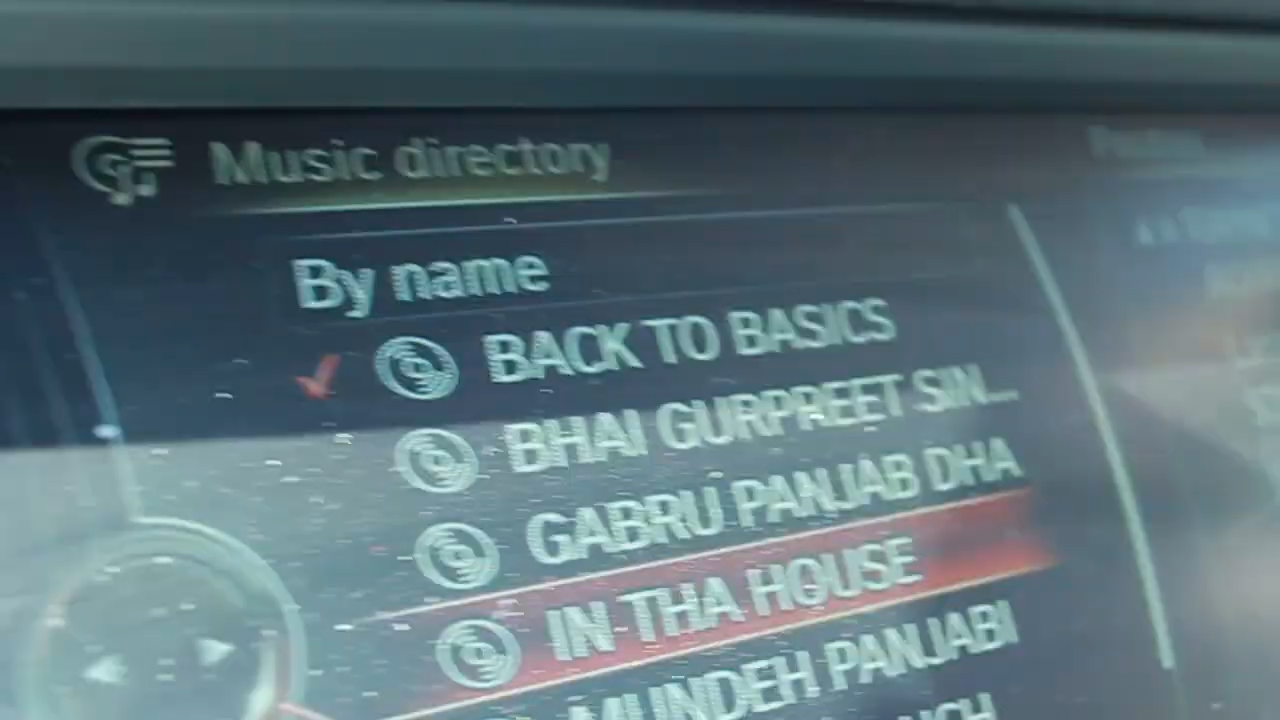 Music directory
By name
BACK TO BASICS
BHAI GURPREET SIN...
GABRU PANJAB DHA
IN THA HOUSE
MUNDEH PANJABI